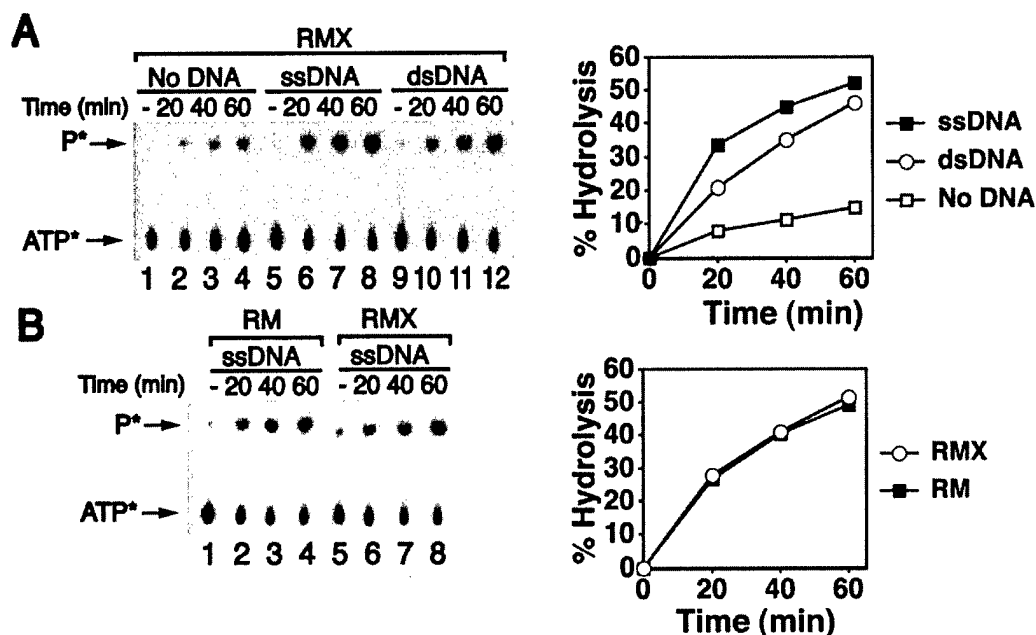 A
RMX
No DNA ssDNA dsDNA
Time (min) - 20 40 60 - 20 40 60 - 20 40 60
P*
ATP*
1 2 3 4 5 6 7 8 9 10 11 12
% Hydrolysis
60
50
40
30
20
10
0
0 20 40 60
Time (min)
ssDNA
dsDNA
No DNA
B
RM RMX
ssDNA ssDNA
Time (min) - 20 40 60 - 20 40 60
P*
ATP*
1 2 3 4 5 6 7 8
% Hydrolysis
60
50
40
30
20
10
0
0 20 40 60
Time (min)
RMX
RM